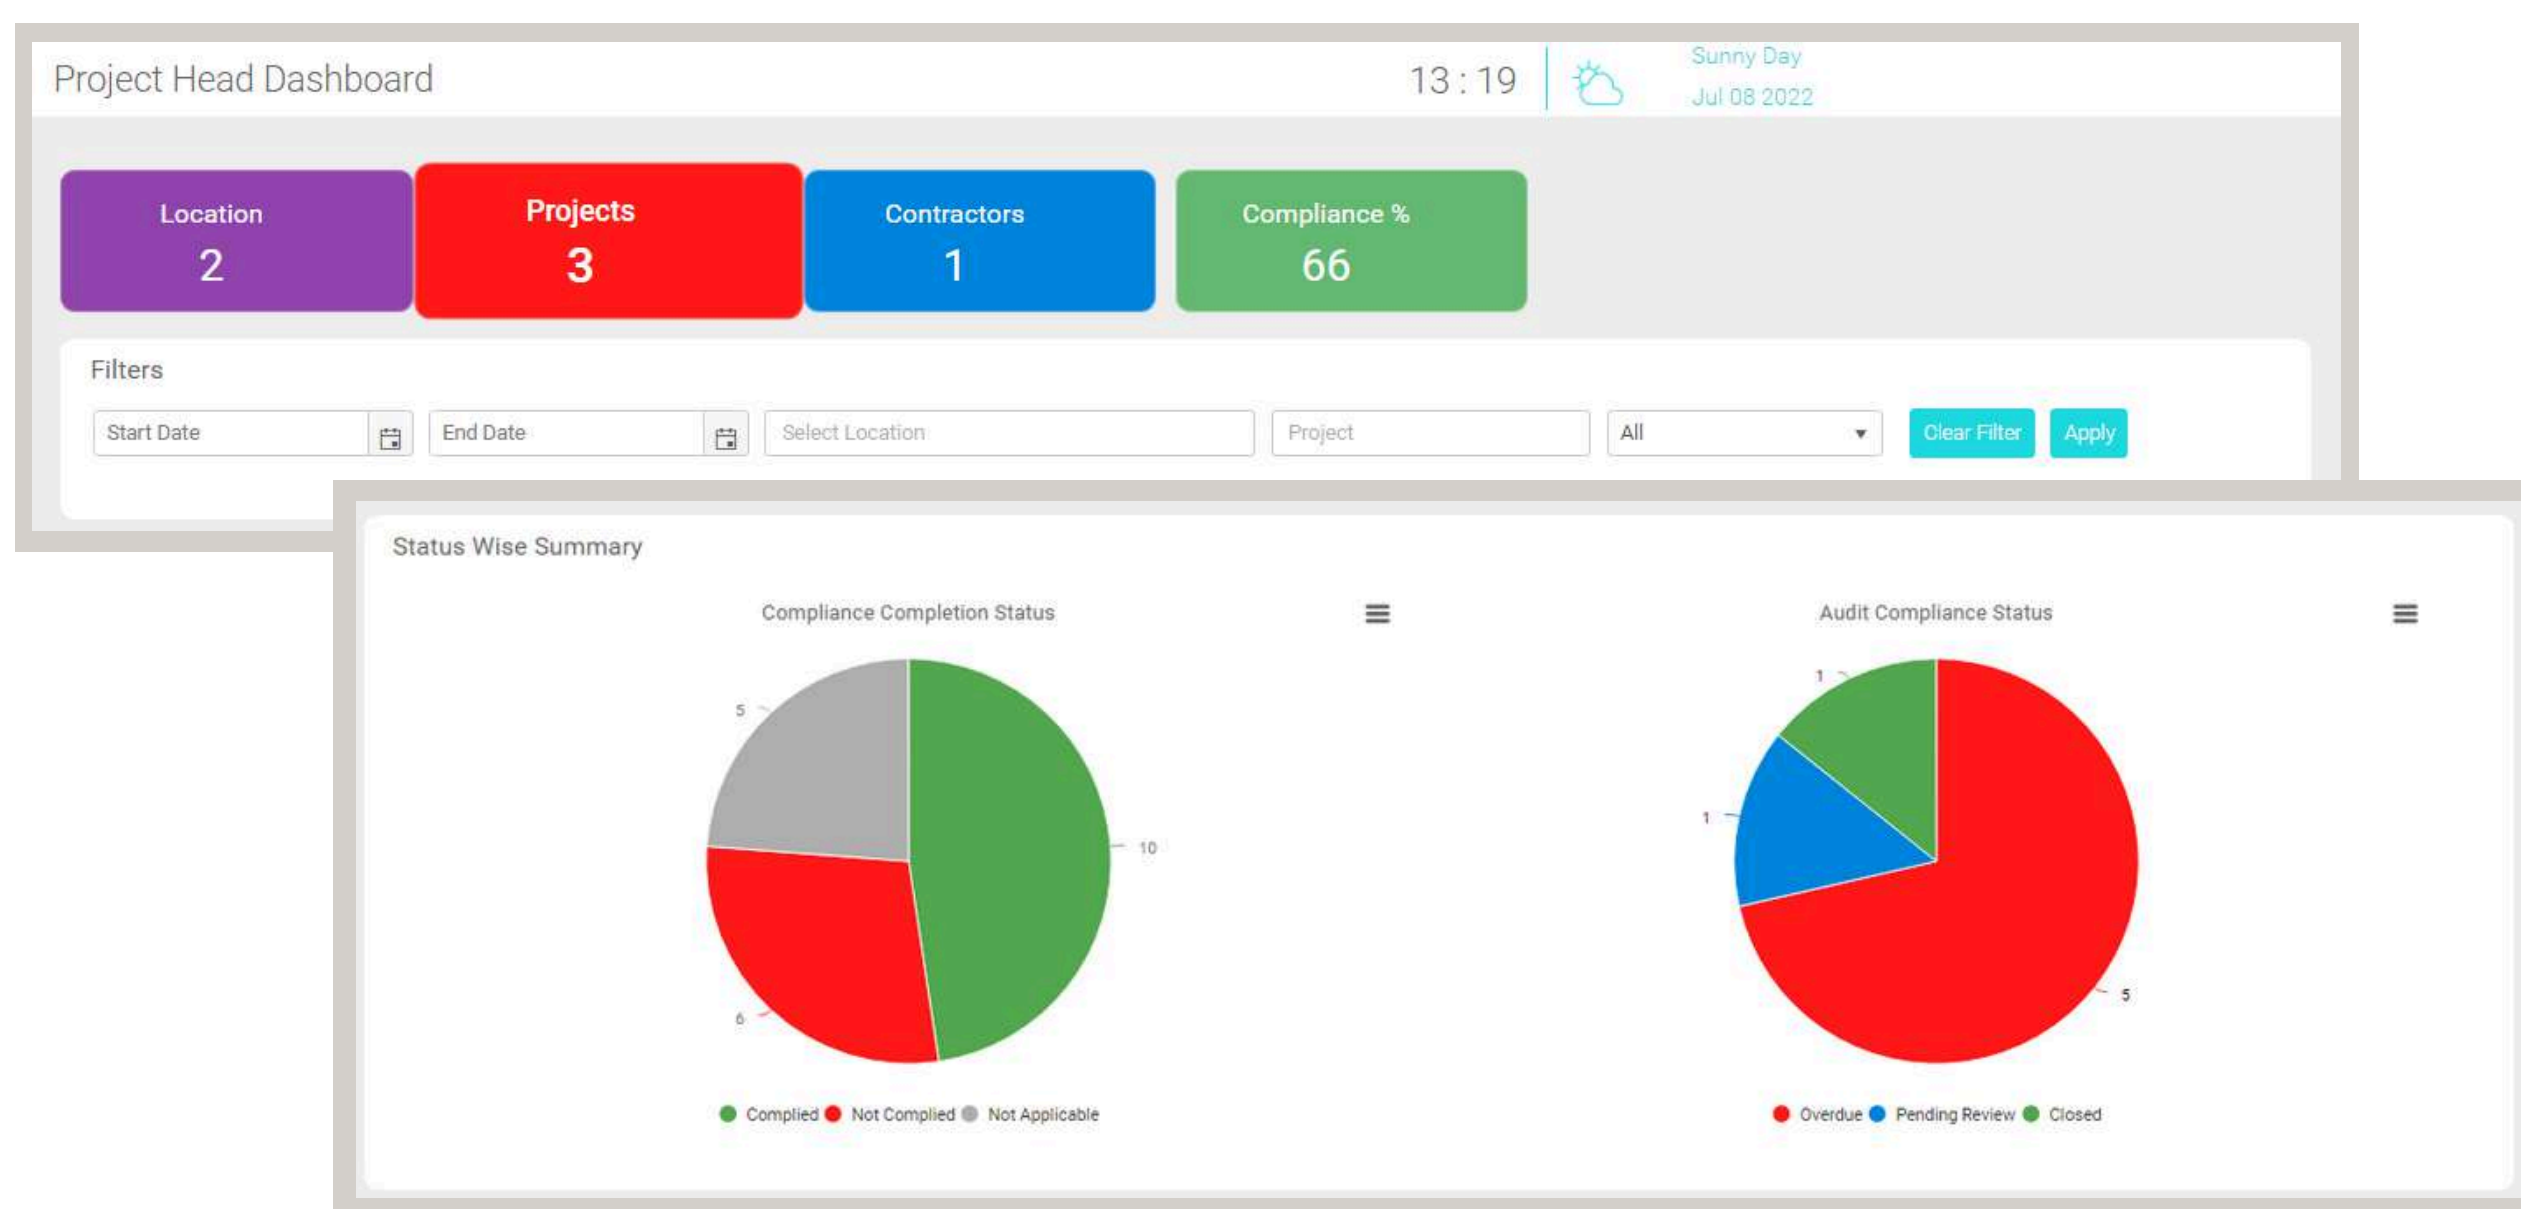 Project Head Dashboard
13 : 19
Sunny Day
Jul 08 2022
Location
2
Projects
3
Contractors
1
Compliance %
66
Filters
Start Date
End Date
Select Location
Project
All
Clear Filter
Apply
Status Wise Summary
Compliance Completion Status
5
10
6
Complied
Not Complied
Not Applicable
Audit Compliance Status
1
1
5
Overdue
Pending Review
Closed